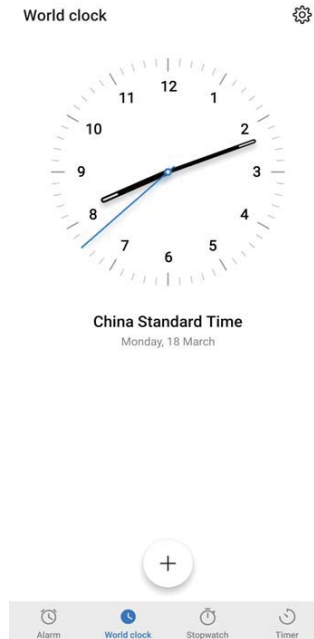 World clock
12
11
1
10
2
9
3
8
4
7
5
6
China Standard Time
Monday, 18 March
Alarm
World clock
Stopwatch
Timer